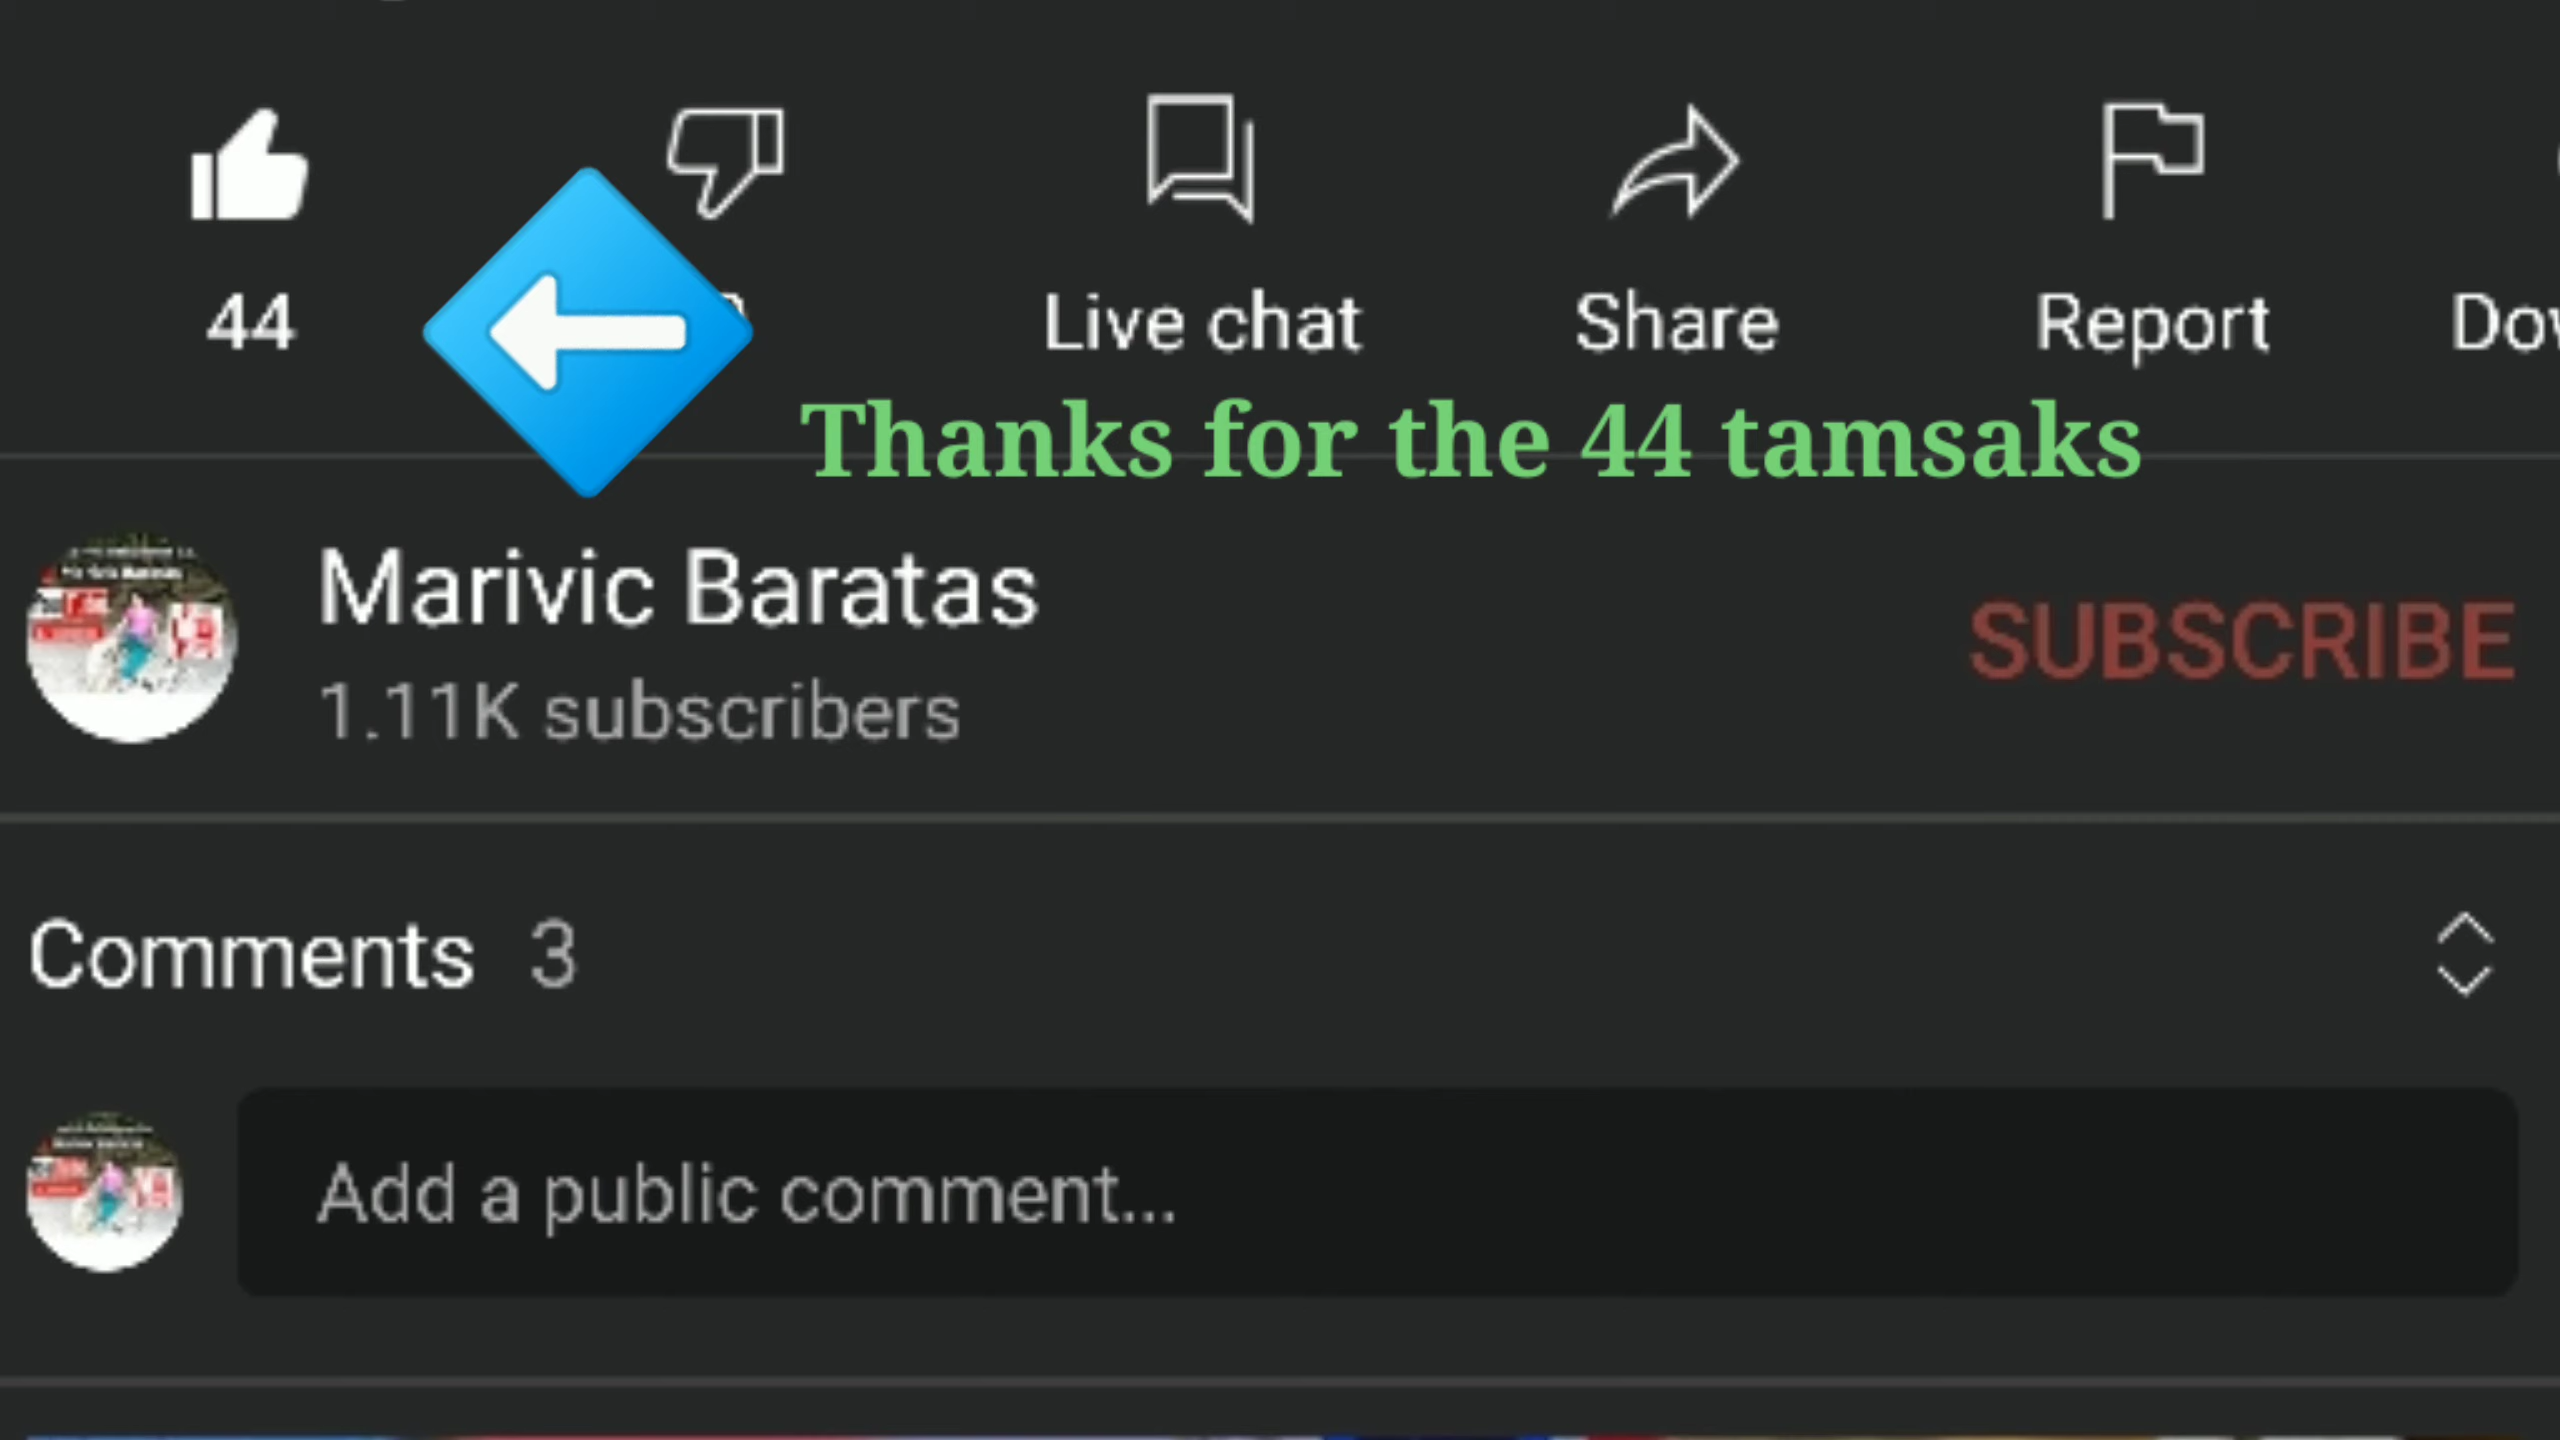 44
Live chat
Share
Report
Thanks for the 44 tamsaks
Marivic Baratas
1.11K subscribers
SUBSCRIBE
Comments 3
Add a public comment...